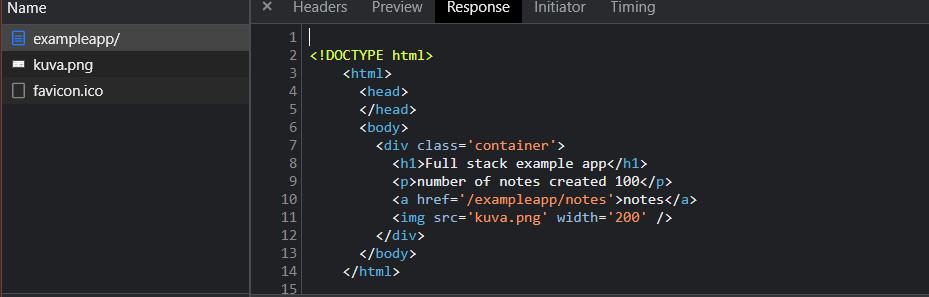 Name
× Headers Preview Response Initiator Timing
exampleapp/
kuva.png
favicon.ico
1
2 <!DOCTYPE html>
3     <html>
4       <head>
5       </head>
6       <body>
7         <div class='container'>
8           <h1>Full stack example app</h1>
9           <p>number of notes created 100</p>
10           <a href='/exampleapp/notes'>notes</a>
11           <img src='kuva.png' width='200' />
12         </div>
13       </body>
14     </html>
15